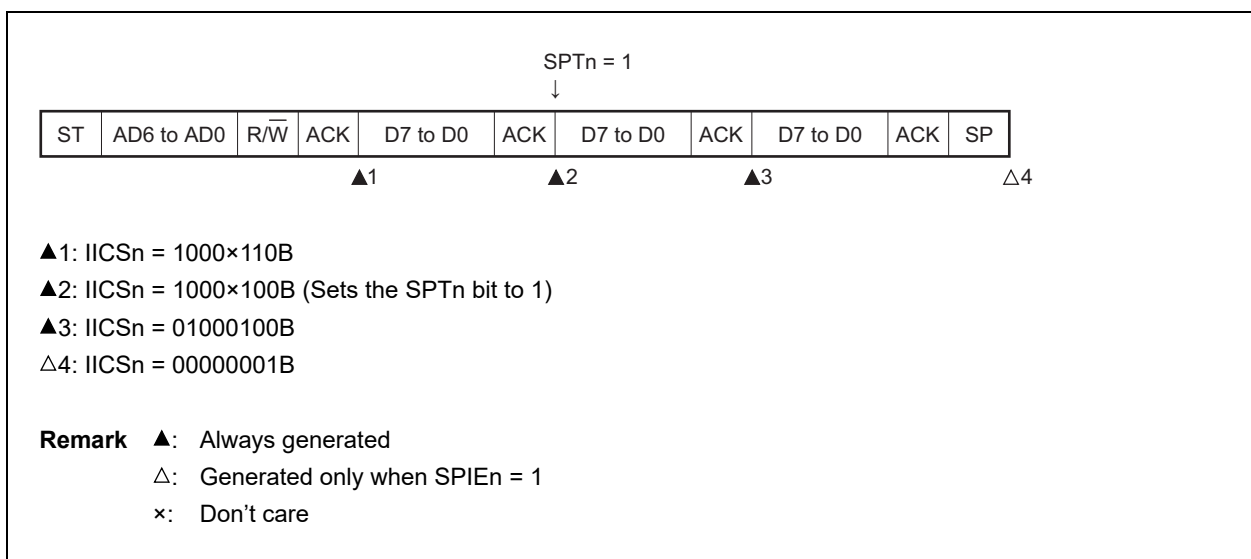 SPTn = 1
↓
ST AD6 to AD0 R/W̅ ACK D7 to D0 ACK D7 to D0 ACK D7 to D0 ACK SP
▲1 ▲2 ▲3 △4
▲1: IICSn = 1000×110B
▲2: IICSn = 1000×100B (Sets the SPTn bit to 1)
▲3: IICSn = 01000100B
△4: IICSn = 00000001B
Remark ▲: Always generated
△: Generated only when SPIEn = 1
×: Don’t care